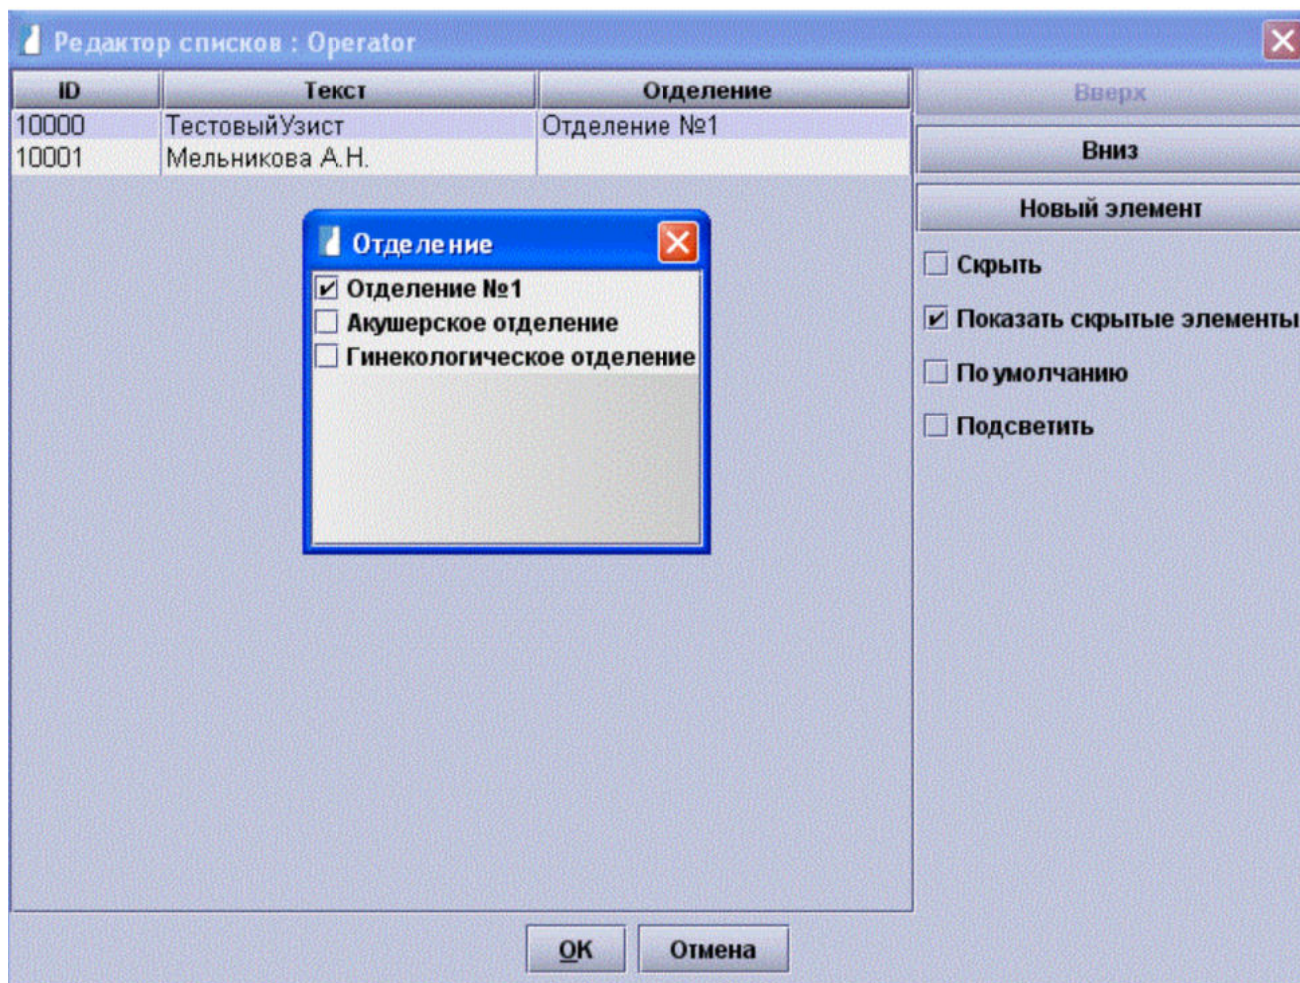 Редактор списков : Operator
ID Текст Отделение
10000 ТестовыйУзист Отделение №1
10001 Мельникова А.Н.
Вверх
Вниз
Новый элемент
Скрыть
Показать скрытые элементы
По умолчанию
Подсветить
Отделение
Отделение №1
Акушерское отделение
Гинекологическое отделение
OK Отмена